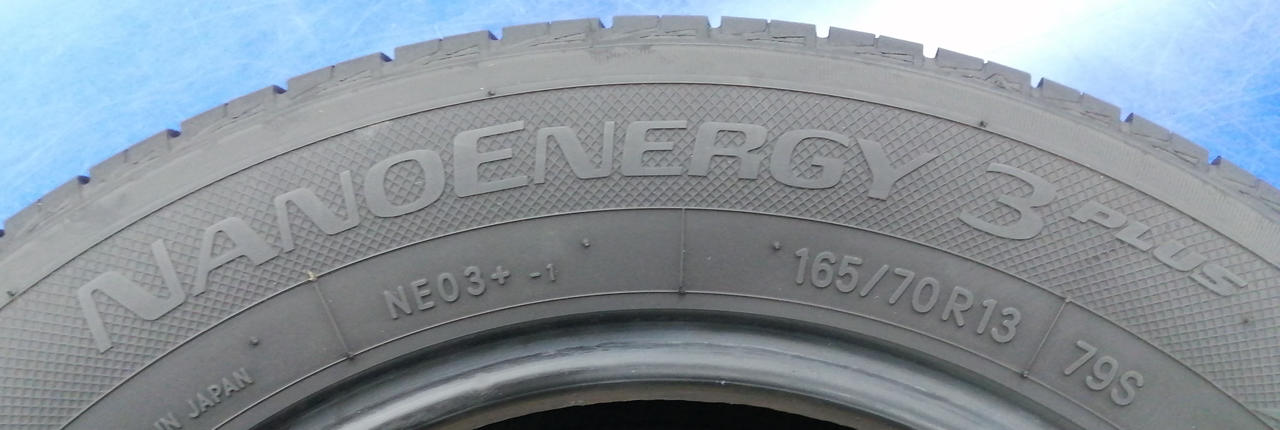 NANOENERGY 3 PLUS
IN JAPAN
NE03+ -1
165/70R13
79S